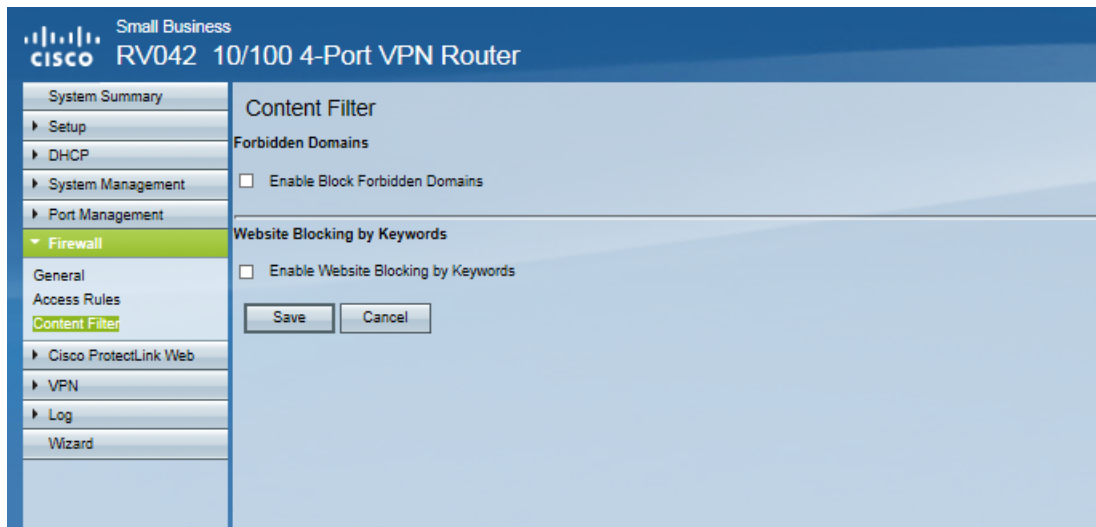 Small Business
CISCO RV042 10/100 4-Port VPN Router
System Summary
Setup
DHCP
System Management
Port Management
Firewall
General
Access Rules
Content Filter
Cisco ProtectLink Web
VPN
Log
Wizard
Content Filter
Forbidden Domains
Enable Block Forbidden Domains
Website Blocking by Keywords
Enable Website Blocking by Keywords
Save Cancel